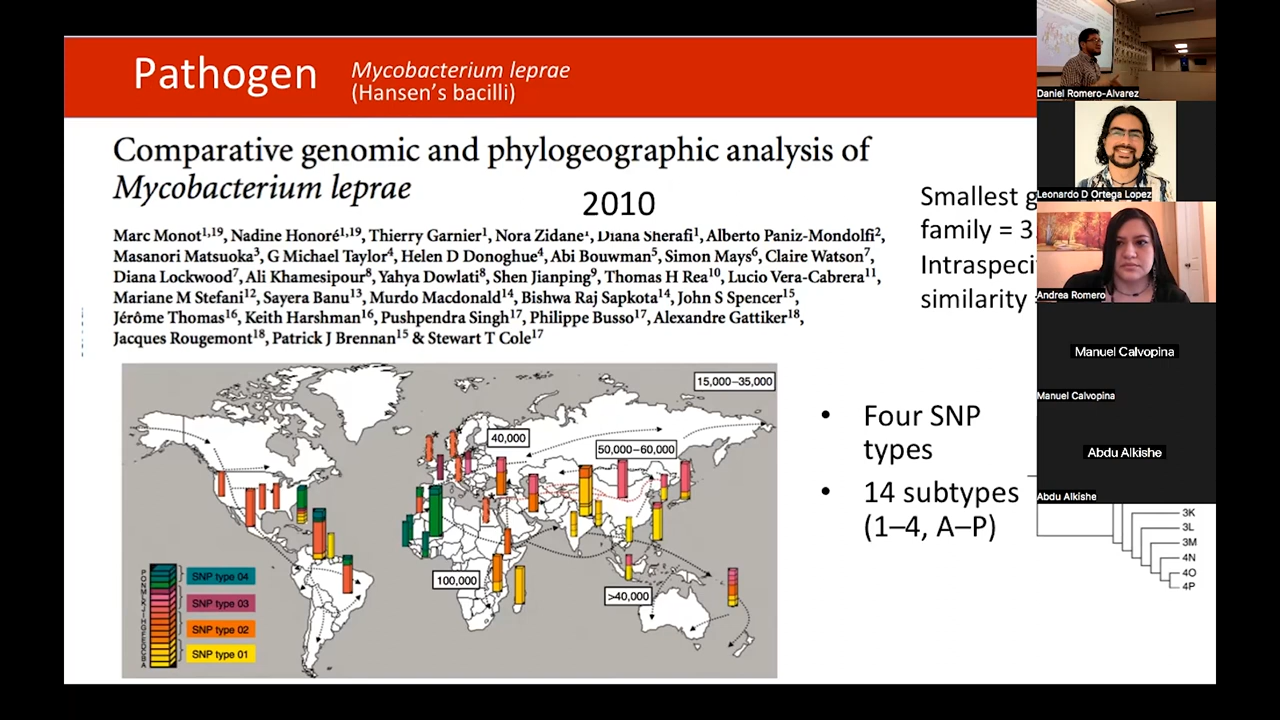 Pathogen
Mycobacterium leprae
(Hansen's bacilli)
Comparative genomic and phylogeographic analysis of
Mycobacterium leprae
2010
Marc Monot1,19, Nadine Honoré1,19, Thierry Garnier1, Nora Zidane1, Diana Sherafi1, Alberto Paniz-Mondolfi2,
Masanori Matsuoka3, G Michael Taylor4, Helen D Donoghue4, Abi Bouwman5, Simon Mays6, Claire Watson7,
Diana Lockwood7, Ali Khamesipour8, Yahya Dowlati8, Shen Jianping9, Thomas H Rea10, Lucio Vera-Cabrera11,
Mariane M Stefani12, Sayera Banu13, Murdo Macdonald14, Bishwa Raj Sapkota14, John S Spencer15,
Jérôme Thomas16, Keith Harshman16, Pushpendra Singh17, Philippe Busso17, Alexandre Gattiker18,
Jacques Rougemont18, Patrick J Brennan15 & Stewart T Cole17
Smallest g
family = 3
Intraspeci
similarity
15,000–35,000
40,000
50,000–60,000
100,000
>40,000
SNP type 04
SNP type 03
SNP type 02
SNP type 01
• Four SNP
types
• 14 subtypes
(1–4, A–P)
3K
3L
3M
4N
4O
4P
Daniel Romero-Alvarez
Leonardo D Ortega Lopez
Andrea Romero
Manuel Calvopina
Manuel Calvopina
Abdu Alkishe
Abdu Alkishe